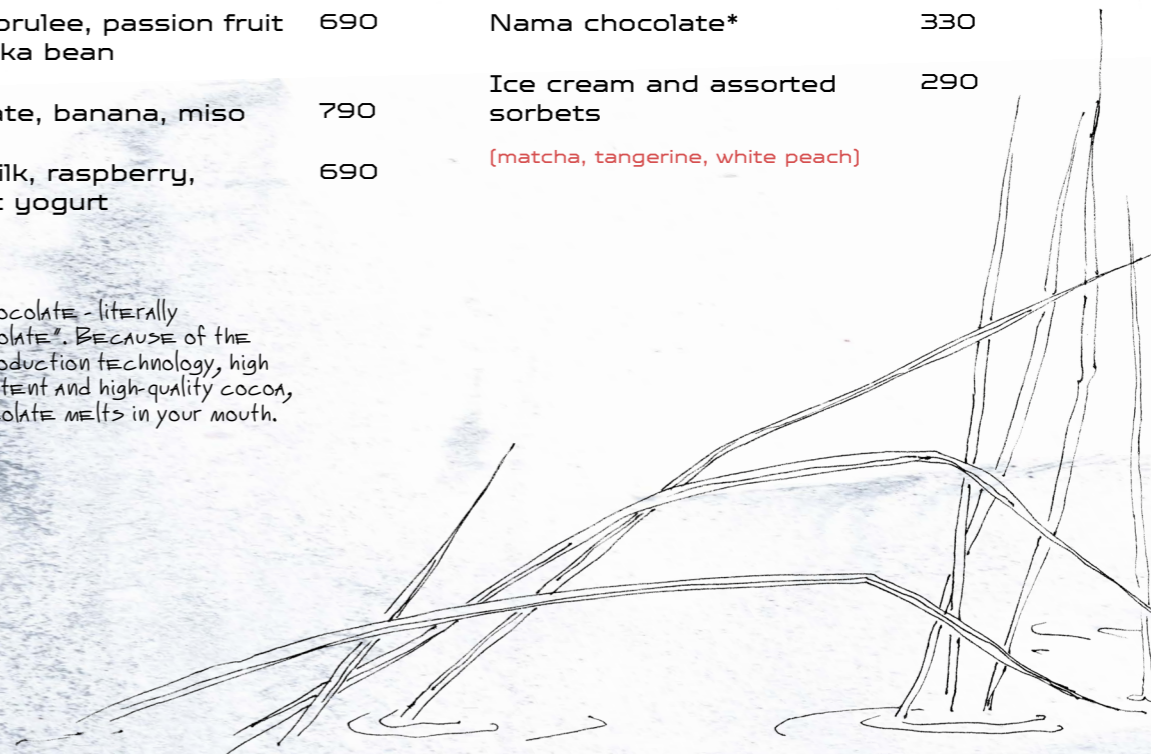 brulee, passion fruit 690
ka bean
ate, banana, miso 790
ilk, raspberry, 690
t yogurt
Nama chocolate* 330
Ice cream and assorted 290
sorbets
(matcha, tangerine, white peach)
ocolate - literally
olate". Because of the
oduction technology, high
tent and high-quality cocoa,
olate melts in your mouth.